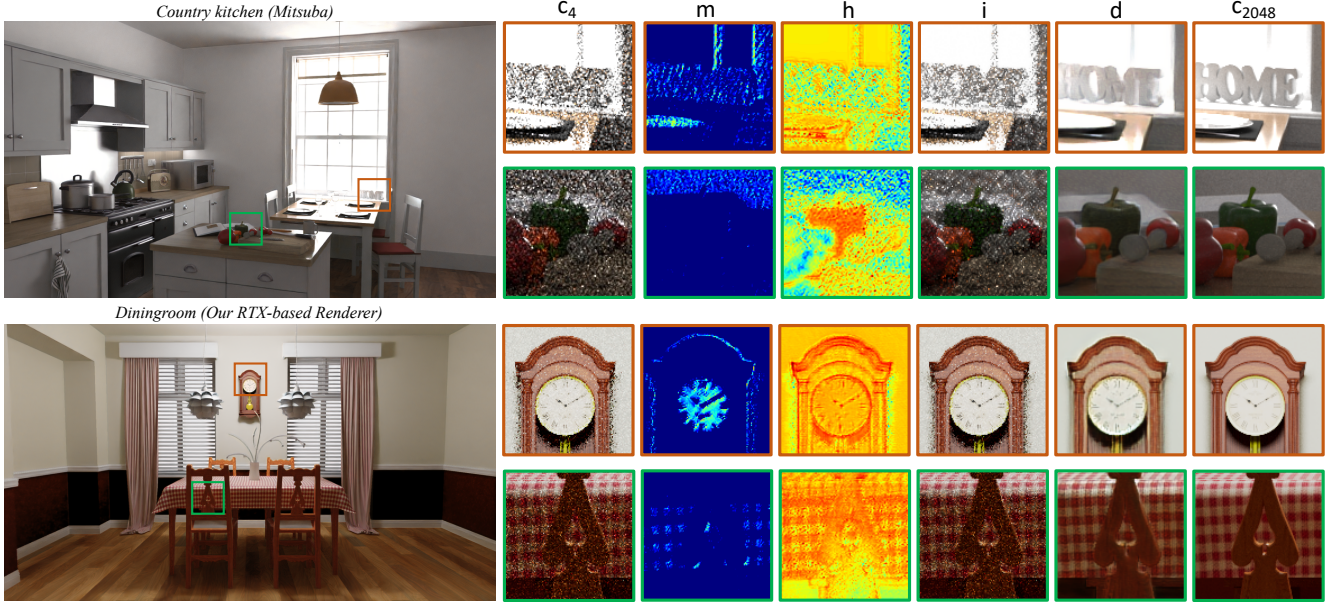 Country kitchen (Mitsuba)
c4 m h i d c2048
HOME
HOME
Diningroom (Our RTX-based Renderer)